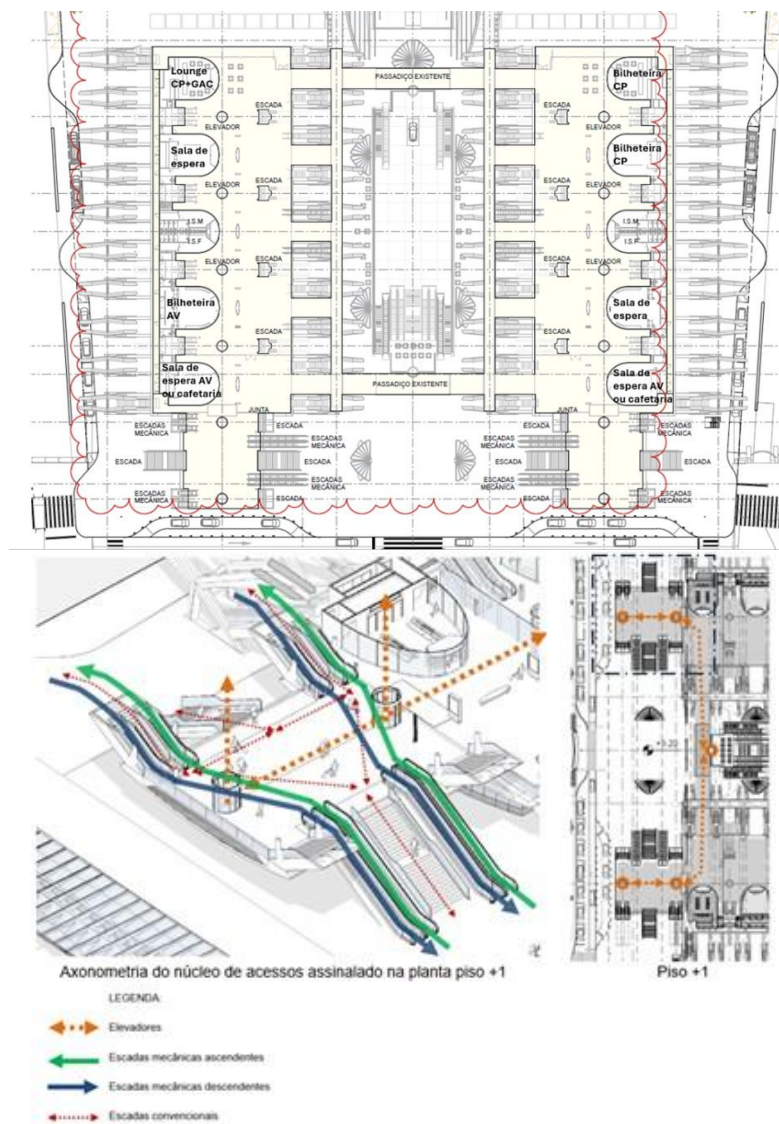 Lounge
CP+GAC
Bilheteira
CP
PASSADIÇO EXISTENTE
ESCADA
ESCADA
ELEVADOR
ELEVADOR
Sala de
espera
Bilheteira
CP
ESCADA
ESCADA
ELEVADOR
ELEVADOR
I.S.M
I.S.F
I.S.M
I.S.F
ELEVADOR
ELEVADOR
ESCADA
ESCADA
Bilheteira
AV
Sala de
espera
ESCADA
ESCADA
Sala de
espera AV
ou cafetaria
Sala de
espera AV
ou cafetaria
PASSADIÇO EXISTENTE
JUNTA
JUNTA
ESCADAS
MECÂNICA
ESCADA
ESCADA
ESCADAS
MECÂNICA
ESCADAS
MECÂNICA
ESCADAS
MECÂNICA
ESCADA
ESCADA
ESCADA
ESCADA
ESCADAS
MECÂNICA
ESCADAS
MECÂNICA
ESCADAS
MECÂNICA
ESCADA
ESCADA
ESCADAS
MECÂNICA
Axonometria do núcleo de acessos assinalado na planta piso +1
Piso +1
LEGENDA:
Elevadores
Escadas mecânicas ascendentes
Escadas mecânicas descendentes
Escadas convencionais